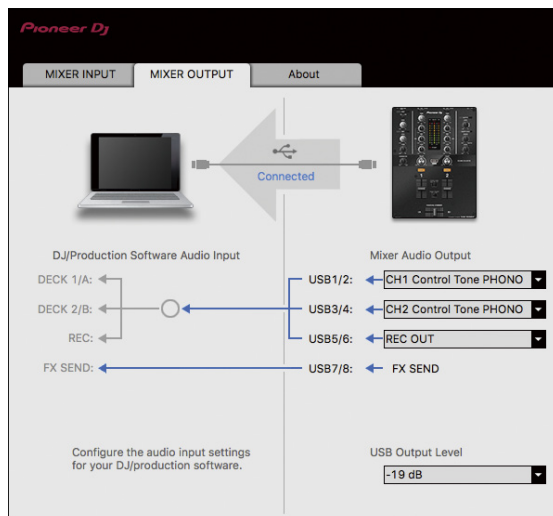 Pioneer Dj
MIXER INPUT
MIXER OUTPUT
About
Connected
DJ/Production Software Audio Input
Mixer Audio Output
DECK 1/A:
USB1/2:
CH1 Control Tone PHONO
DECK 2/B:
USB3/4:
CH2 Control Tone PHONO
REC:
USB5/6:
REC OUT
FX SEND:
USB7/8:
FX SEND
Configure the audio input settings
for your DJ/production software.
USB Output Level
-19 dB